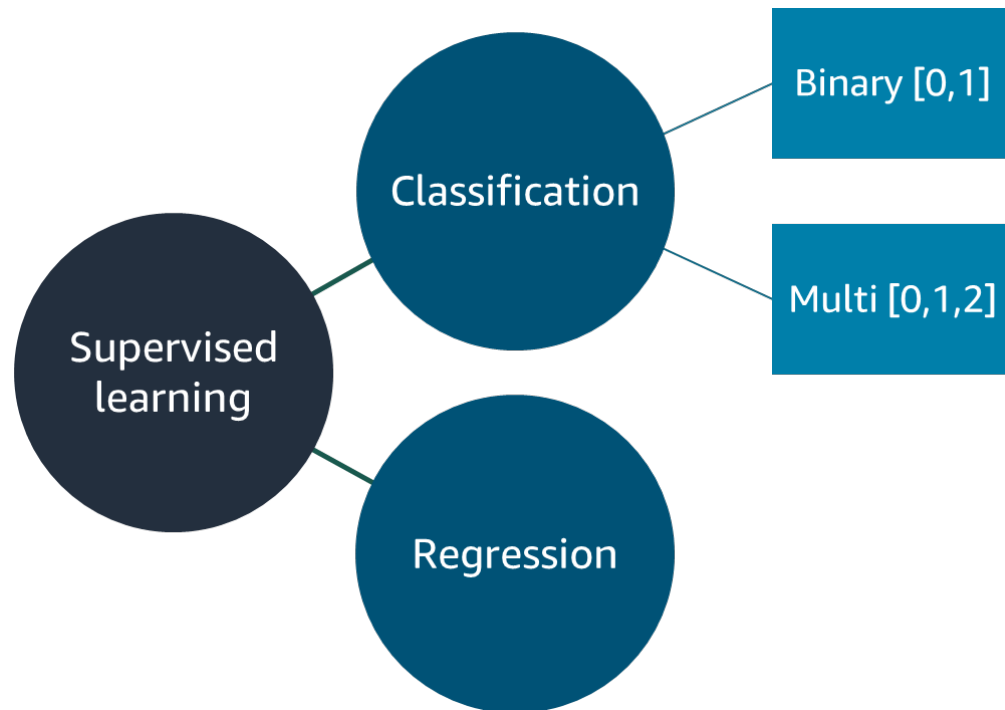 Binary [0,1]
Classification
Multi [0,1,2]
Supervised
learning
Regression